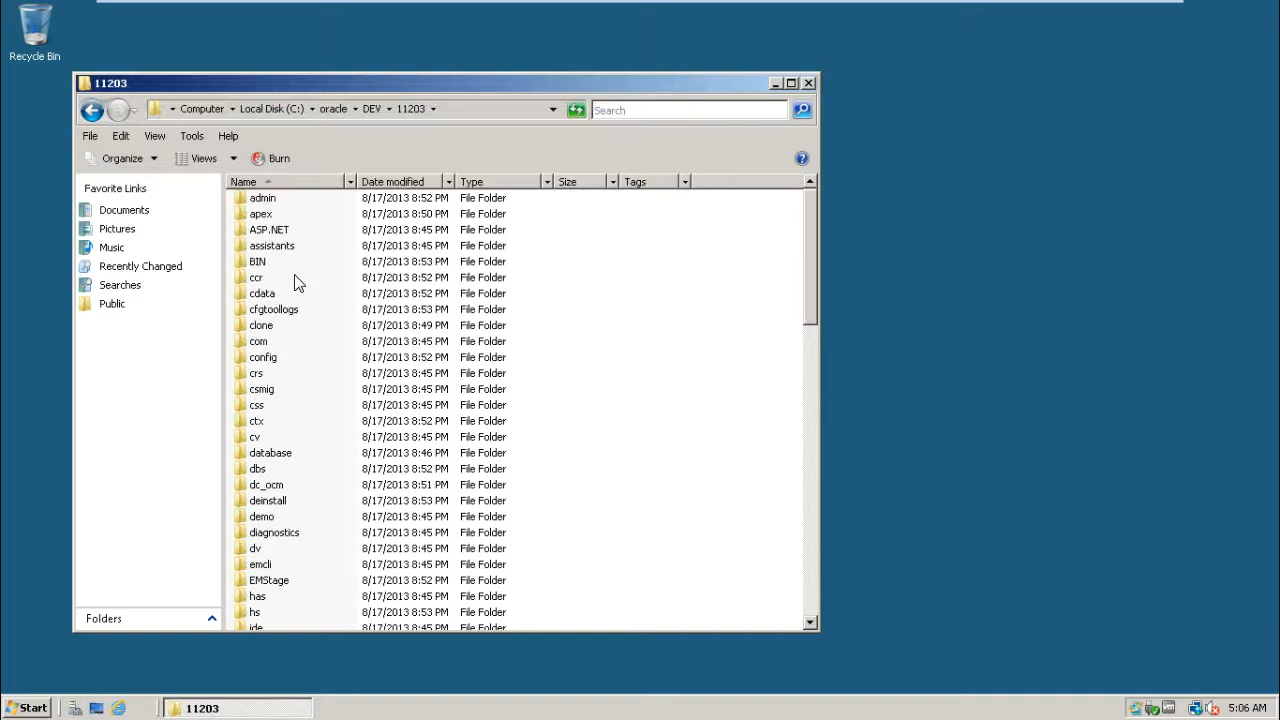 Recycle Bin
11203
Computer Local Disk (C:) oracle DEV 11203 Search
File Edit View Tools Help
Organize Views Burn
Favorite Links
Documents
Pictures
Music
Recently Changed
Searches
Public
Folders
Name Date modified Type Size Tags
admin 8/17/2013 8:52 PM File Folder
apex 8/17/2013 8:50 PM File Folder
ASP.NET 8/17/2013 8:45 PM File Folder
assistants 8/17/2013 8:45 PM File Folder
BIN 8/17/2013 8:53 PM File Folder
ccr 8/17/2013 8:52 PM File Folder
cdata 8/17/2013 8:52 PM File Folder
cfgtoollogs 8/17/2013 8:53 PM File Folder
clone 8/17/2013 8:49 PM File Folder
com 8/17/2013 8:45 PM File Folder
config 8/17/2013 8:52 PM File Folder
crs 8/17/2013 8:45 PM File Folder
csmig 8/17/2013 8:45 PM File Folder
css 8/17/2013 8:45 PM File Folder
ctx 8/17/2013 8:52 PM File Folder
cv 8/17/2013 8:45 PM File Folder
database 8/17/2013 8:46 PM File Folder
dbs 8/17/2013 8:52 PM File Folder
dc_ocm 8/17/2013 8:51 PM File Folder
deinstall 8/17/2013 8:53 PM File Folder
demo 8/17/2013 8:45 PM File Folder
diagnostics 8/17/2013 8:45 PM File Folder
dv 8/17/2013 8:45 PM File Folder
emcli 8/17/2013 8:45 PM File Folder
EMStage 8/17/2013 8:52 PM File Folder
has 8/17/2013 8:45 PM File Folder
hs 8/17/2013 8:53 PM File Folder
ide 8/17/2013 8:45 PM File Folder
Start 11203 5:06 AM